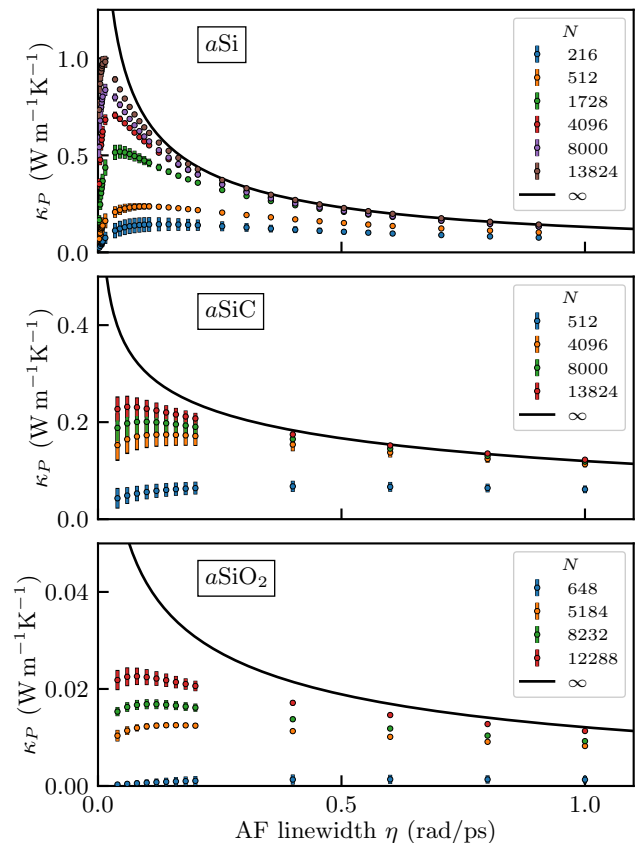 aSi
N
216
512
1728
4096
8000
13824
∞
1.0
0.5
0.0
κP (W m−1K−1)
aSiC
N
512
4096
8000
13824
∞
0.4
0.2
0.0
κP (W m−1K−1)
aSiO2
N
648
5184
8232
12288
∞
0.04
0.02
0.00
κP (W m−1K−1)
0.0 0.5 1.0
AF linewidth η (rad/ps)